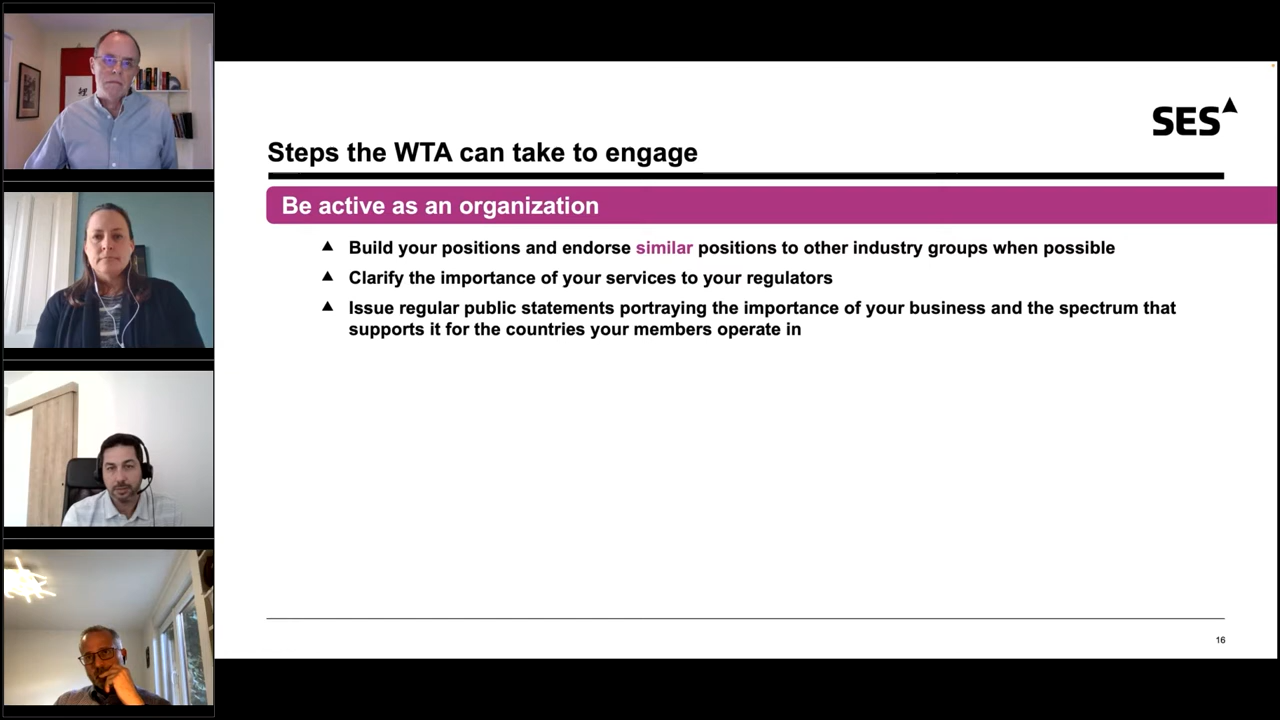 SES
Steps the WTA can take to engage
Be active as an organization
Build your positions and endorse similar positions to other industry groups when possible
Clarify the importance of your services to your regulators
Issue regular public statements portraying the importance of your business and the spectrum that
supports it for the countries your members operate in
16